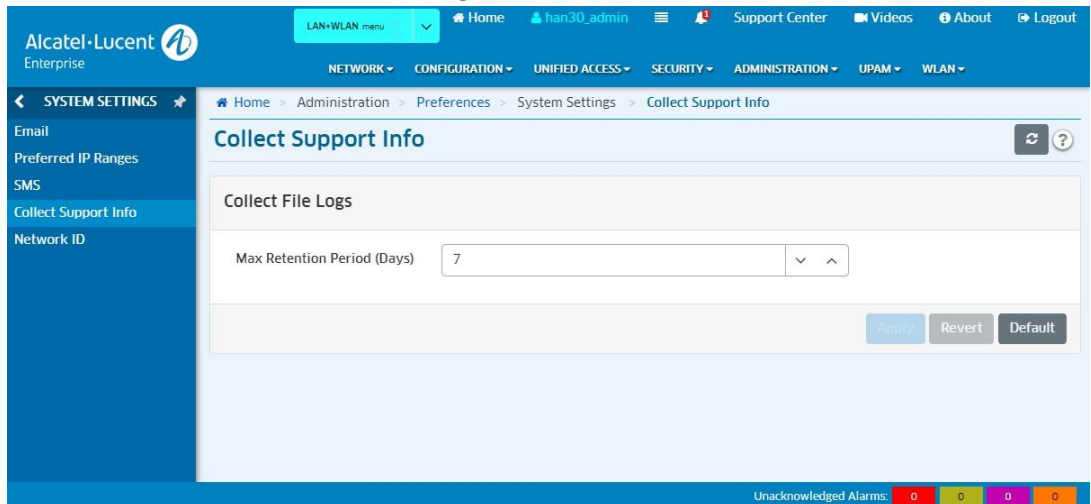 Alcatel·Lucent
Enterprise
LAN+WLAN menu
Home han30_admin Support Center Videos About Logout
NETWORK CONFIGURATION UNIFIED ACCESS SECURITY ADMINISTRATION UPAM WLAN
SYSTEM SETTINGS
Email
Preferred IP Ranges
SMS
Collect Support Info
Network ID
Home > Administration > Preferences > System Settings > Collect Support Info
Collect Support Info
?
Collect File Logs
Max Retention Period (Days) 7
Apply Revert Default
Unacknowledged Alarms: 0 0 0 0